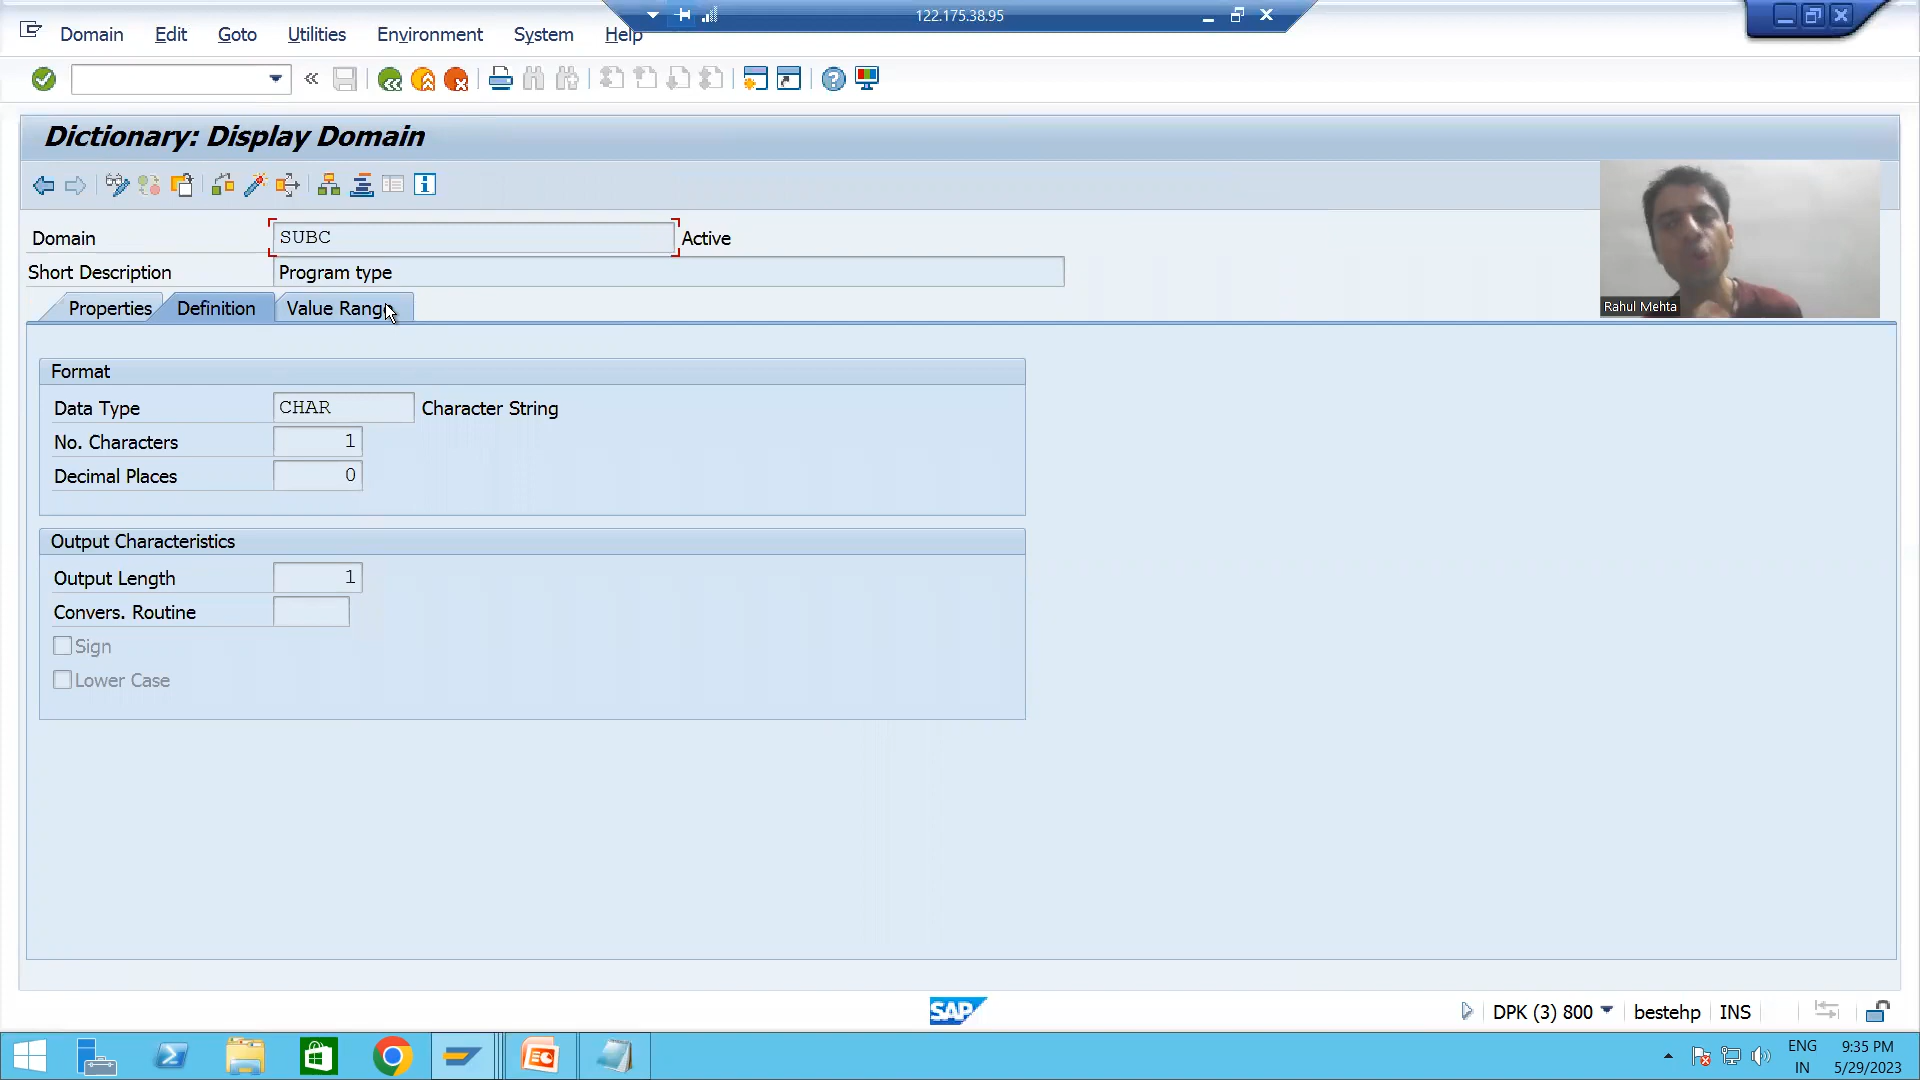 122.175.38.95
Domain Edit Goto Utilities Environment System Help
Dictionary: Display Domain
Domain SUBC Active
Short Description Program type
Properties Definition Value Rang
Rahul Mehta
Format
Data Type CHAR Character String
No. Characters 1
Decimal Places 0
Output Characteristics
Output Length 1
Convers. Routine
Sign
Lower Case
SAP DPK (3) 800 bestehp INS
ENG 9:35 PM
IN 5/29/2023